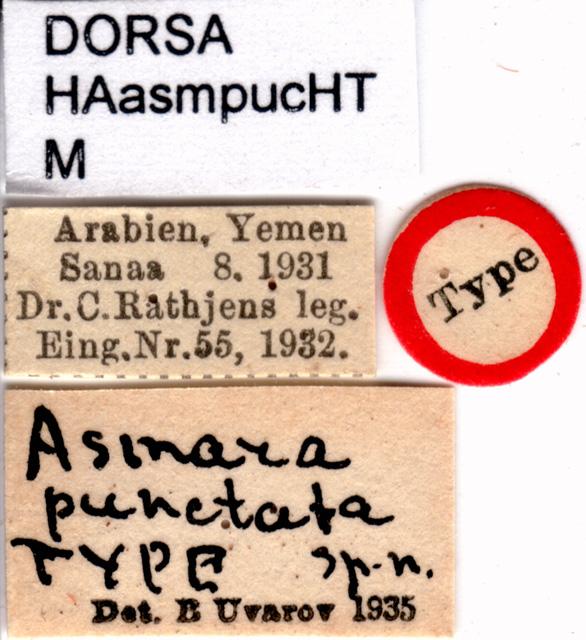 DORSA
HAasmpucHT
M
Arabien, Yemen
Sanaa 8. 1931
Dr.C.Rathjens leg.
Eing.Nr.55, 1932.
Type
Asmara
punctata
TYPE sp.n.
Det. B Uvarov 1935